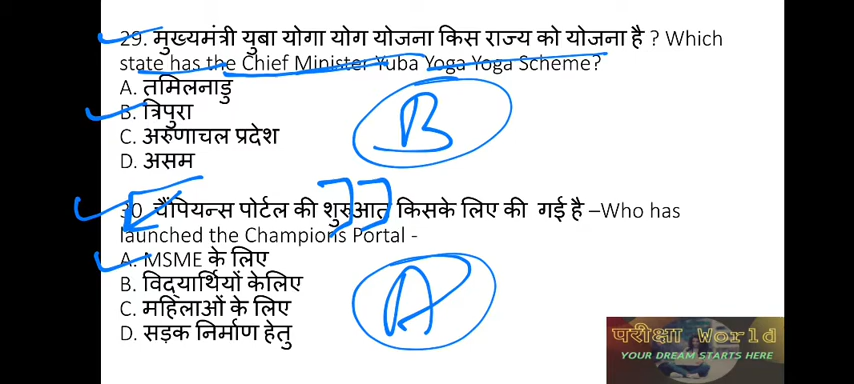 29. मुख्यमंत्री युबा योगा योग योजना किस राज्य को योजना है ? Which
state has the Chief Minister Yuba Yoga Yoga Scheme?
A. तमिलनाडु
B. त्रिपुरा
C. अरुणाचल प्रदेश
D. असम
B
30. चैंपियन्स पोर्टल की शुरुआत किसके लिए की गई है –Who has
launched the Champions Portal -
A. MSME के लिए
B. विद्यार्थियों केलिए
C. महिलाओं के लिए
D. सड़क निर्माण हेतु
A
परीक्षा World
YOUR DREAM STARTS HERE